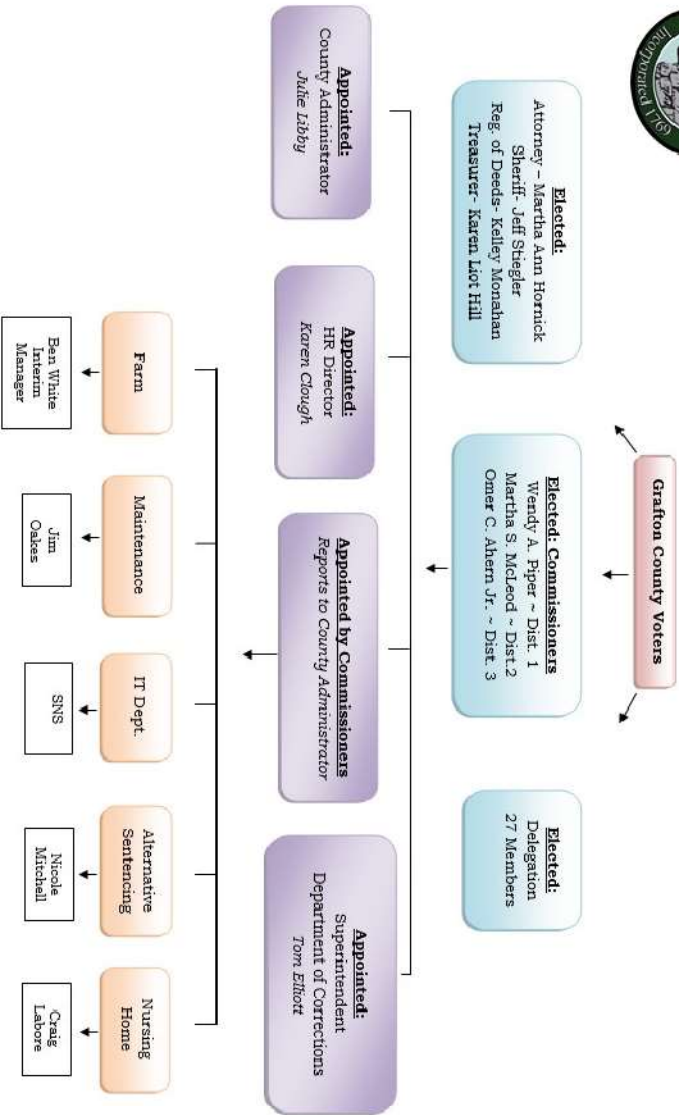 Incorporated 1769
Grafton County Voters
Elected:
Attorney – Martha Ann Hornick
Sheriff- Jeff Stiegler
Reg. of Deeds- Kelley Monahan
Treasurer- Karen Liot Hill
Elected: Commissioners
Wendy A. Piper ~ Dist. 1
Martha S. McLeod ~ Dist.2
Omer C. Ahern Jr. ~ Dist. 3
Elected:
Delegation
27 Members
Appointed:
County Administrator
Julie Libby
Appointed:
HR Director
Karen Clough
Appointed by Commissioners
Reports to County Administrator
Appointed:
Superintendent
Department of Corrections
Tom Elliott
Farm
Maintenance
IT Dept.
Alternative
Sentencing
Nursing
Home
Ben White
Interim
Manager
Jim
Oakes
SNS
Nicole
Mitchell
Craig
Labore